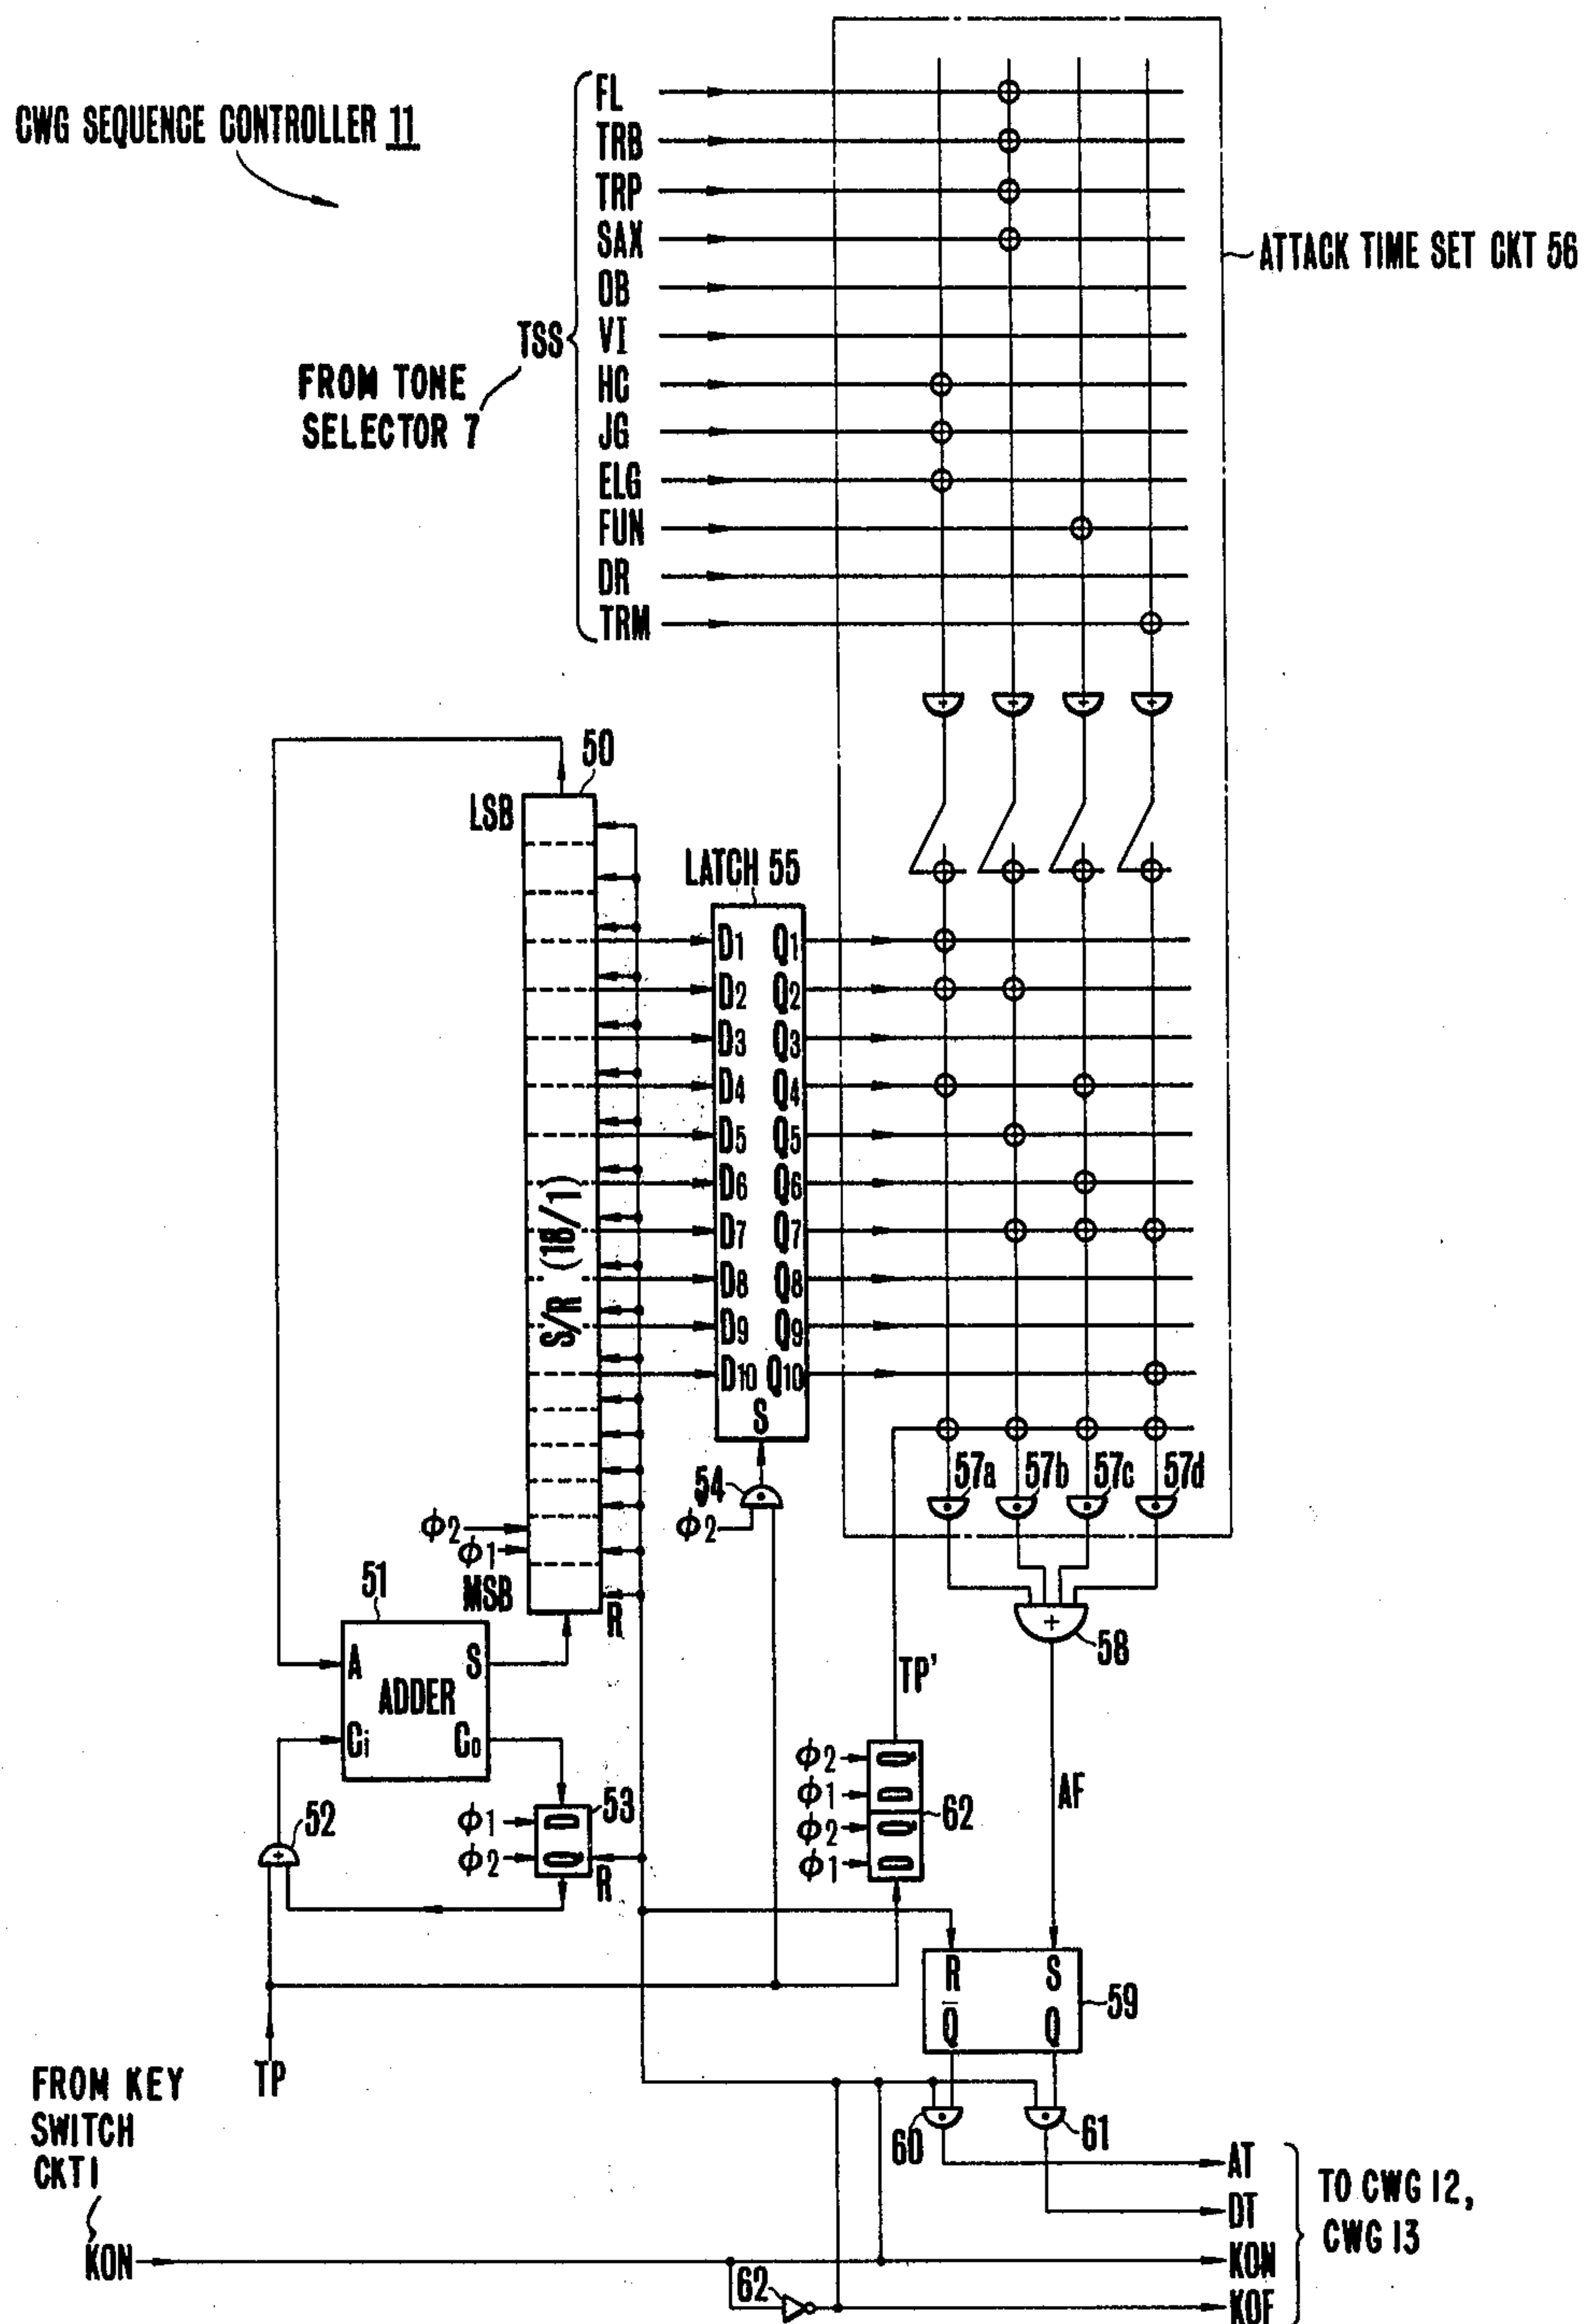 CWG SEQUENCE CONTROLLER 11
FL
TRB
TRP
SAX
OB
VI
HC
JG
ELG
FUN
DR
TRM
TSS
FROM TONE
SELECTOR 7
ATTACK TIME SET CKT 56
+ + + +
50
LSB
S/R (18/1)
MSB
R
φ2
φ1
LATCH 55
D1 Q1
D2 Q2
D3 Q3
D4 Q4
D5 Q5
D6 Q6
D7 Q7
D8 Q8
D9 Q9
D10 Q10
S
54
φ2
57a 57b 57c 57d
+
58
51
A S
ADDER
Ci Co
52
+
φ1
φ2
53
R
TP'
φ2
φ1
φ2
φ1
62
AF
R S
Q̄ Q
59
TP
60
61
FROM KEY
SWITCH
CKT1
KON
62
AT
DT
KON
KOF
TO CWG 12,
CWG 13